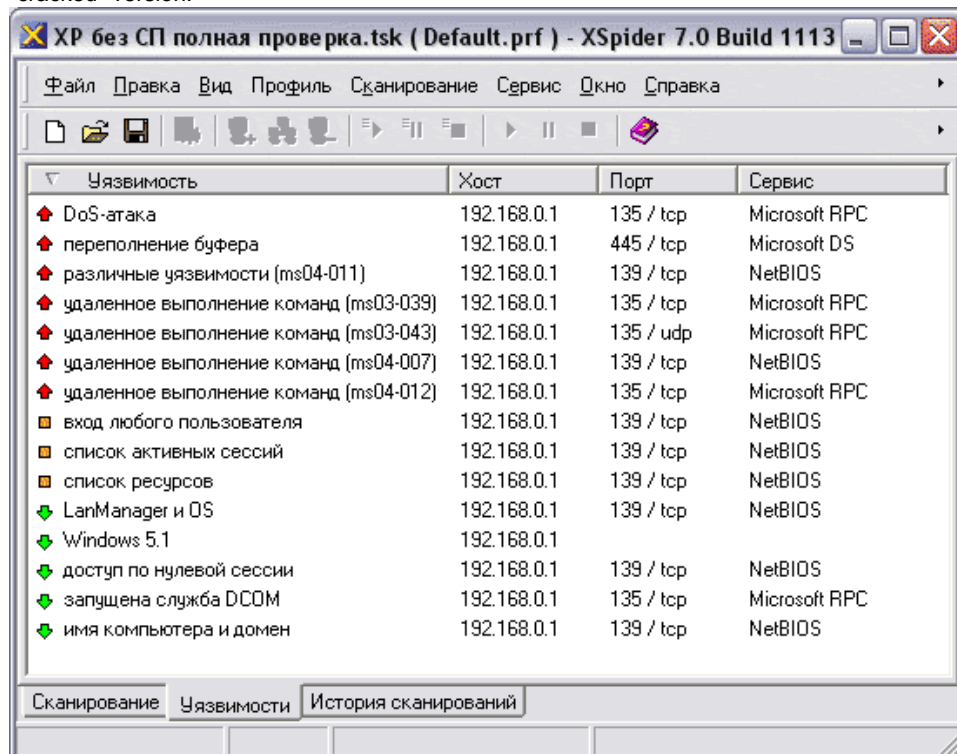 "cracked" version.
XP без СП полная проверка.tsk ( Default.prf ) - XSpider 7.0 Build 1113
Файл Правка Вид Профиль Сканирование Сервис Окно Справка
Уязвимость Хост Порт Сервис
DoS-атака 192.168.0.1 135 / tcp Microsoft RPC
переполнение буфера 192.168.0.1 445 / tcp Microsoft DS
различные уязвимости (ms04-011) 192.168.0.1 139 / tcp NetBIOS
удаленное выполнение команд (ms03-039) 192.168.0.1 135 / tcp Microsoft RPC
удаленное выполнение команд (ms03-043) 192.168.0.1 135 / udp Microsoft RPC
удаленное выполнение команд (ms04-007) 192.168.0.1 139 / tcp NetBIOS
удаленное выполнение команд (ms04-012) 192.168.0.1 135 / tcp Microsoft RPC
вход любого пользователя 192.168.0.1 139 / tcp NetBIOS
список активных сессий 192.168.0.1 139 / tcp NetBIOS
список ресурсов 192.168.0.1 139 / tcp NetBIOS
LanManager и OS 192.168.0.1 139 / tcp NetBIOS
Windows 5.1 192.168.0.1
доступ по нулевой сессии 192.168.0.1 139 / tcp NetBIOS
запущена служба DCOM 192.168.0.1 135 / tcp Microsoft RPC
имя компьютера и домен 192.168.0.1 139 / tcp NetBIOS
Сканирование Уязвимости История сканирований